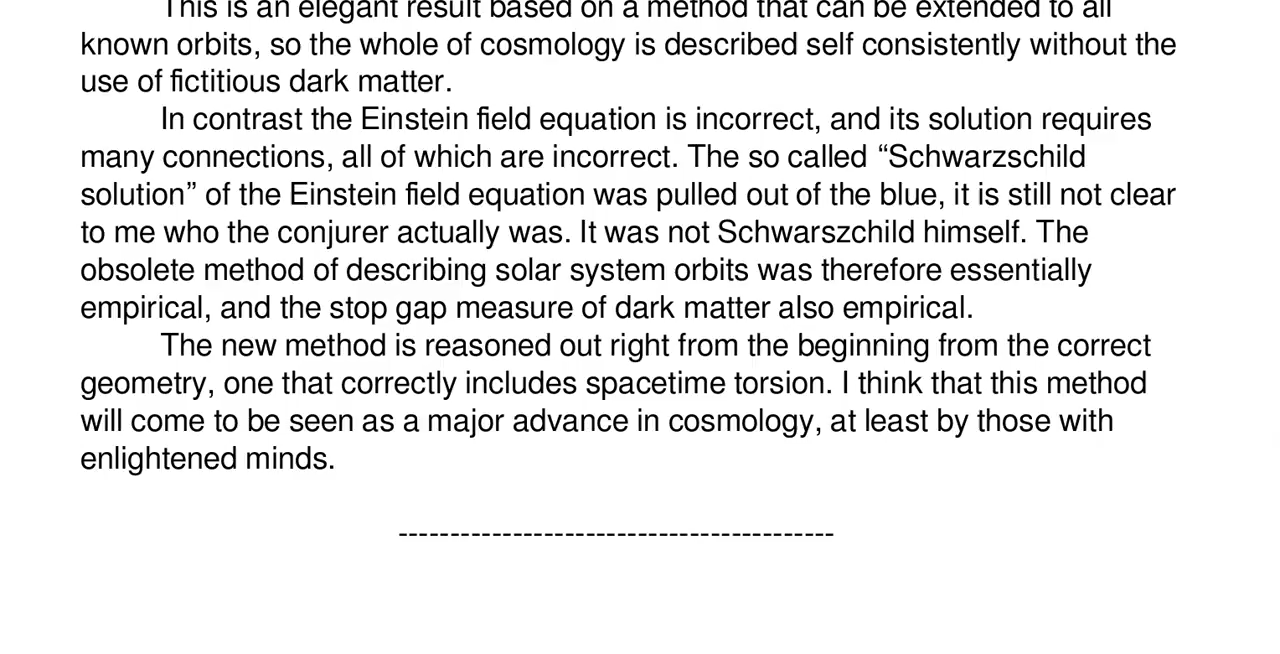 This is an elegant result based on a method that can be extended to all
known orbits, so the whole of cosmology is described self consistently without the
use of fictitious dark matter.
In contrast the Einstein field equation is incorrect, and its solution requires
many connections, all of which are incorrect. The so called “Schwarzschild
solution” of the Einstein field equation was pulled out of the blue, it is still not clear
to me who the conjurer actually was. It was not Schwarszchild himself. The
obsolete method of describing solar system orbits was therefore essentially
empirical, and the stop gap measure of dark matter also empirical.
The new method is reasoned out right from the beginning from the correct
geometry, one that correctly includes spacetime torsion. I think that this method
will come to be seen as a major advance in cosmology, at least by those with
enlightened minds.
------------------------------------------